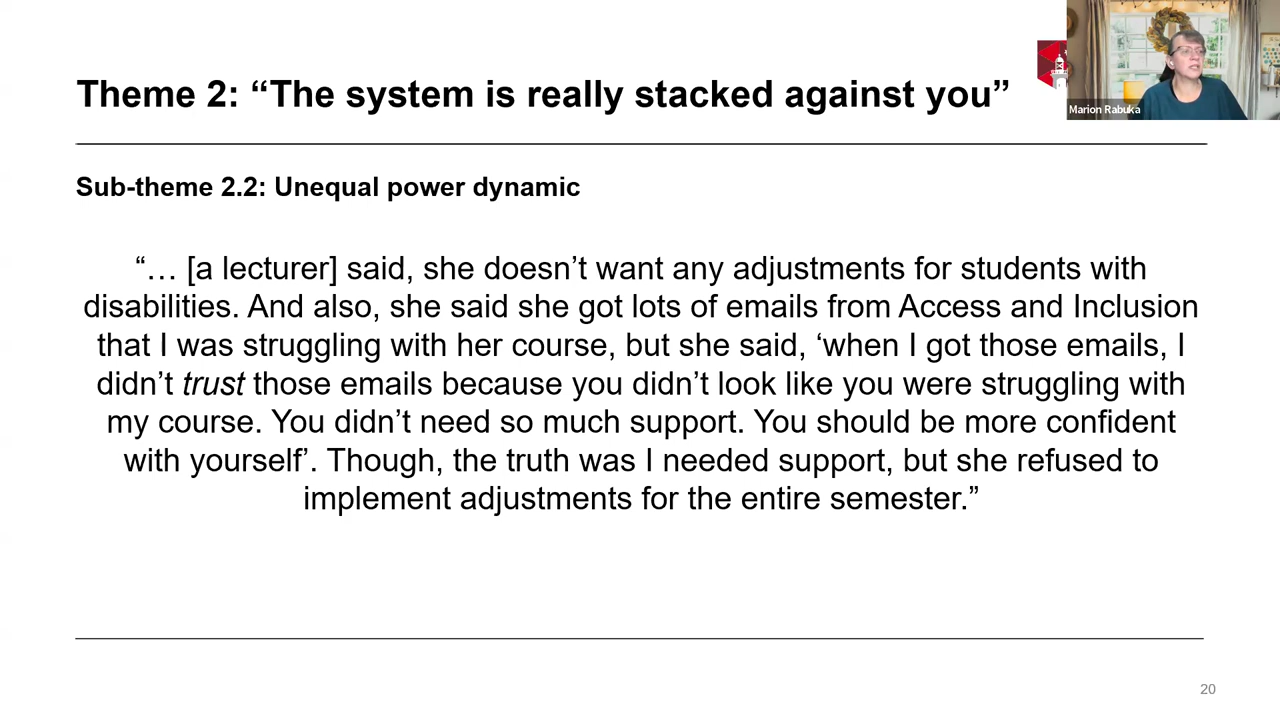 Theme 2: “The system is really stacked against you”
Marion Rabuka
Sub-theme 2.2: Unequal power dynamic
“… [a lecturer] said, she doesn’t want any adjustments for students with
disabilities. And also, she said she got lots of emails from Access and Inclusion
that I was struggling with her course, but she said, ‘when I got those emails, I
didn’t trust those emails because you didn’t look like you were struggling with
my course. You didn’t need so much support. You should be more confident
with yourself’. Though, the truth was I needed support, but she refused to
implement adjustments for the entire semester.”
20